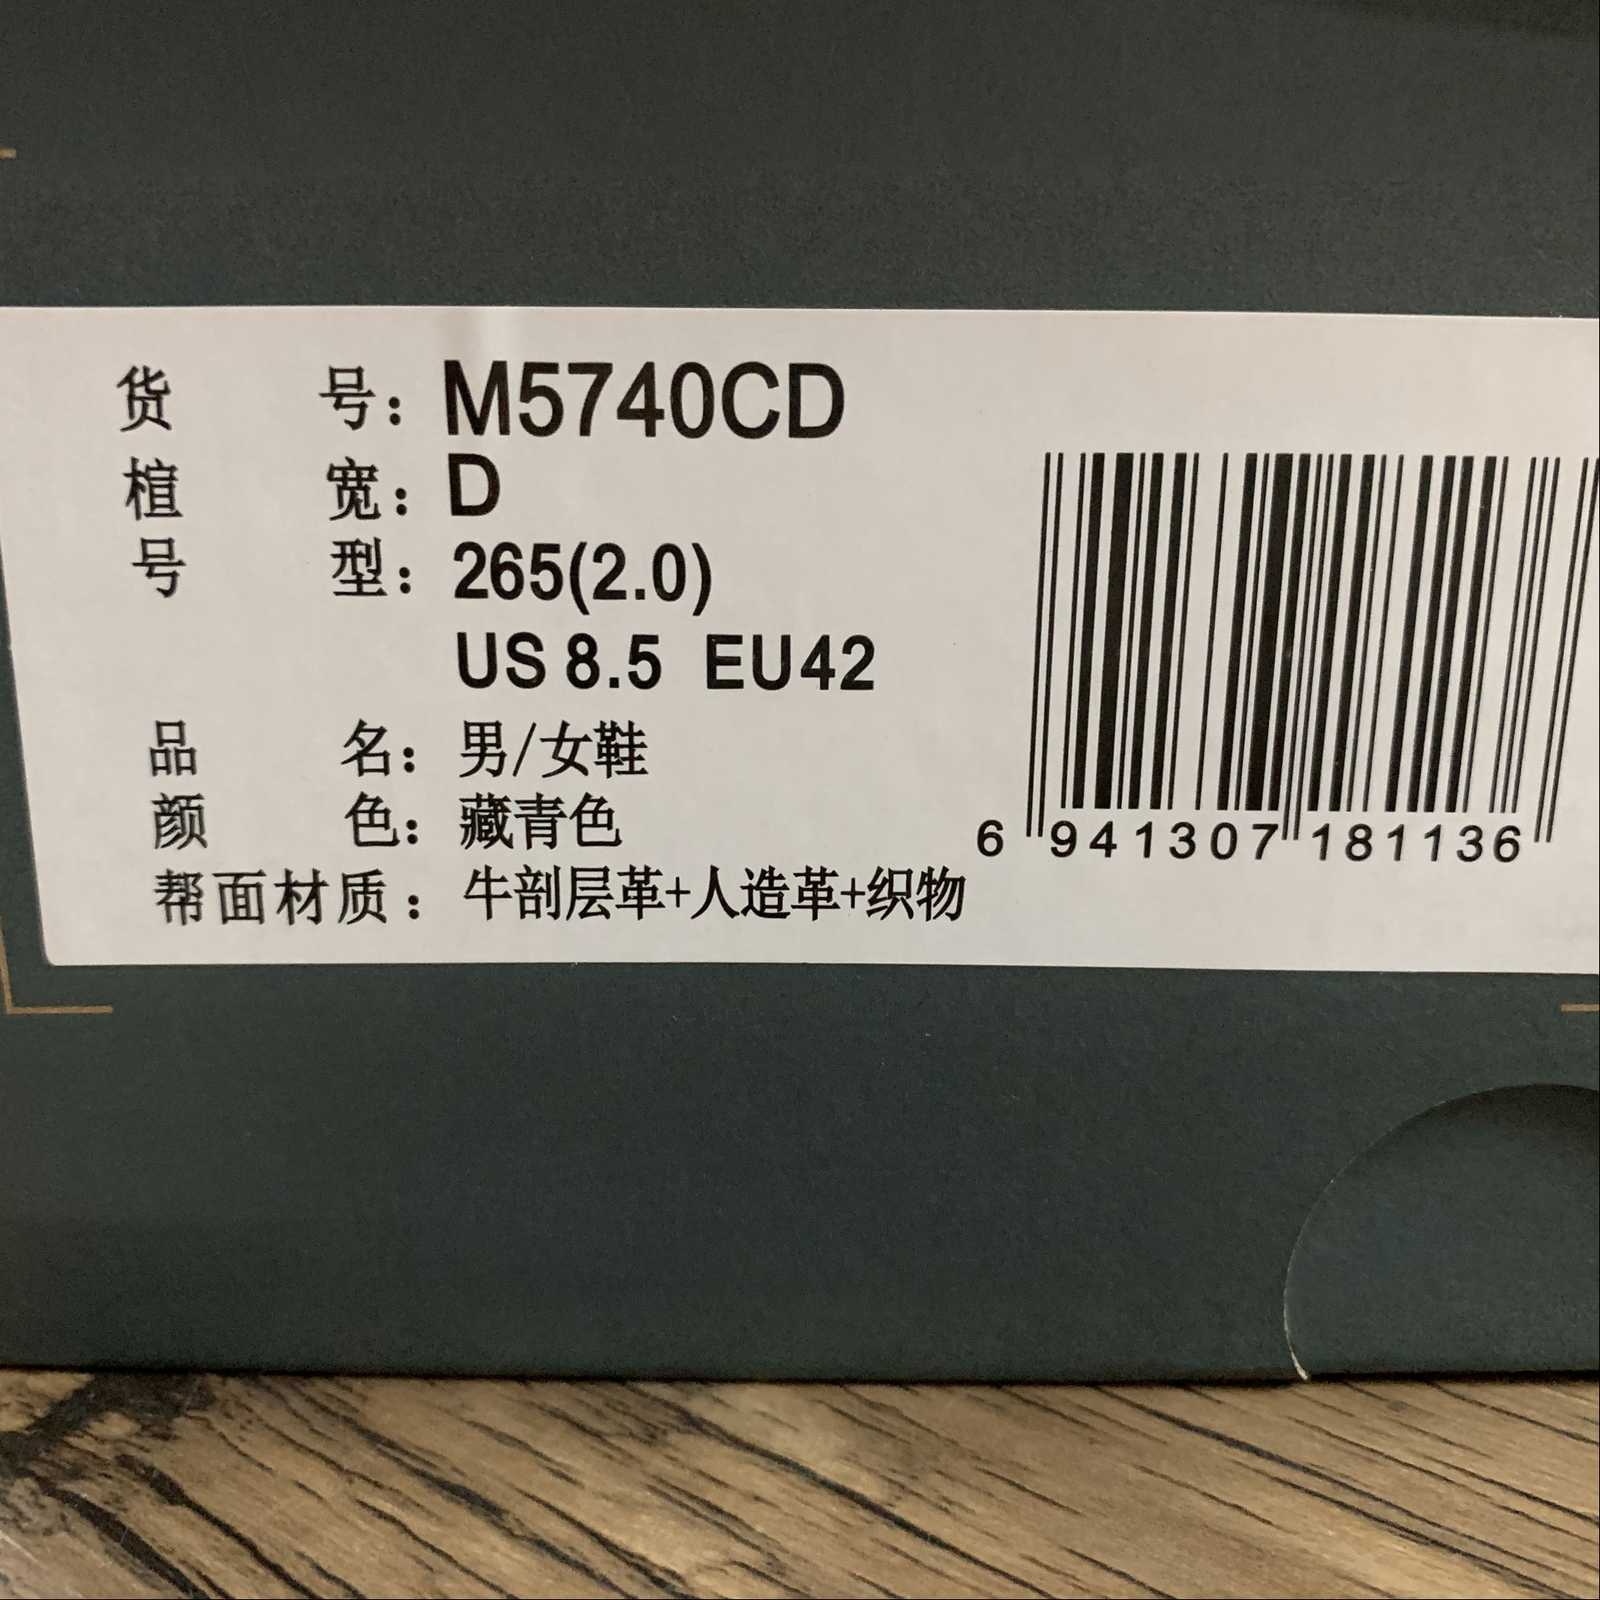 货 号：M5740CD
楦 宽：D
号 型：265(2.0)
US 8.5 EU42
品 名：男/女鞋
颜 色：藏青色
帮面材质：牛剖层革+人造革+织物
6 941307 181136